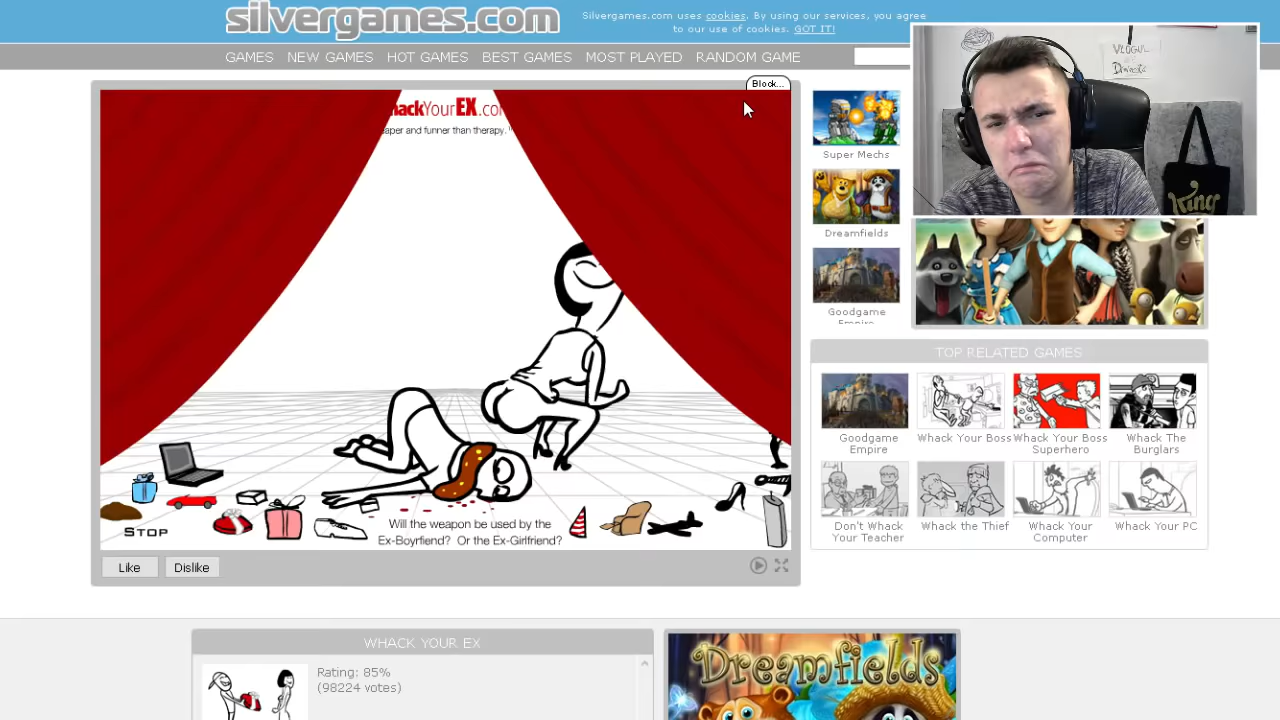 silvergames.com
Silvergames.com uses cookies. By using our services, you agree
to our use of cookies. GOT IT!
GAMES NEW GAMES HOT GAMES BEST GAMES MOST PLAYED RANDOM GAME
Block...
hackYourEX.co
aper and funner than therapy.
Super Mechs
Dreamfields
Goodgame
Empire
VLOGUL
king
TOP RELATED GAMES
Goodgame
Empire
Whack Your Boss
Whack Your Boss
Superhero
Whack The
Burglars
Don't Whack
Your Teacher
Whack the Thief
Whack Your
Computer
Whack Your PC
STOP
Will the weapon be used by the
Ex-Boyfriend? Or the Ex-Girlfriend?
Like Dislike
WHACK YOUR EX
Rating: 85%
(98224 votes)
Dreamfields